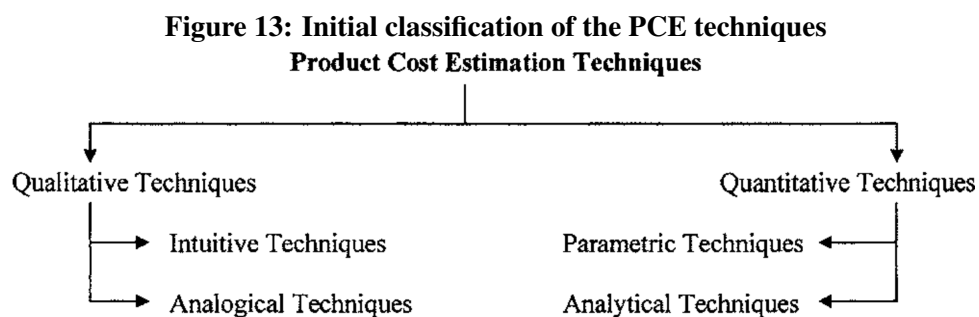 Figure 13: Initial classification of the PCE techniques
Product Cost Estimation Techniques
Qualitative Techniques
Quantitative Techniques
Intuitive Techniques
Parametric Techniques
Analogical Techniques
Analytical Techniques